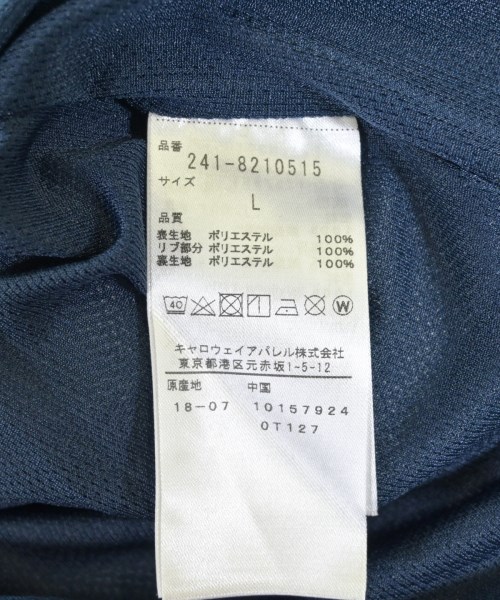 品番
241-8210515
サイズ
L
品質
表生地 ポリエステル 100%
リブ部分 ポリエステル 100%
裏生地 ポリエステル 100%
40 W
キャロウェイアパレル株式会社
東京都港区元赤坂1-5-12
原産地 中国
18-07 10157924
0T127